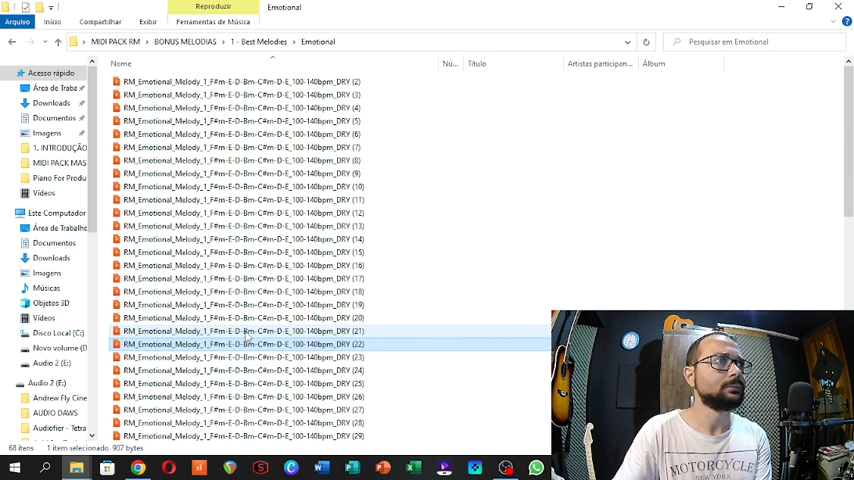 Reproduzir
Emotional
Arquivo
Início
Compartilhar
Exibir
Ferramentas de Música
MIDI PACK RM > BONUS MELODIAS > 1 - Best Melodies > Emotional
Pesquisar em Emotional
Nome
Nú...
Título
Artistas participan...
Álbum
Acesso rápido
Área de Traba
Downloads
Documentos
Imagens
1. INTRODUÇÃO
MIDI PACK MAS
Piano For Produ
Vídeos
Este Computador
Área de Trabalho
Documentos
Downloads
Imagens
Músicas
Objetos 3D
Vídeos
Disco Local (C:)
Novo volume (D:
Audio 2 (E:)
Audio 2 (E:)
Andrew Fly Cine
AUDIO DAWS
Audiofier - Estud
RM_Emotional_Melody_1_F#m-E-D-Bm-C#m-D-E_100-140bpm_DRY (2)
RM_Emotional_Melody_1_F#m-E-D-Bm-C#m-D-E_100-140bpm_DRY (3)
RM_Emotional_Melody_1_F#m-E-D-Bm-C#m-D-E_100-140bpm_DRY (4)
RM_Emotional_Melody_1_F#m-E-D-Bm-C#m-D-E_100-140bpm_DRY (5)
RM_Emotional_Melody_1_F#m-E-D-Bm-C#m-D-E_100-140bpm_DRY (6)
RM_Emotional_Melody_1_F#m-E-D-Bm-C#m-D-E_100-140bpm_DRY (7)
RM_Emotional_Melody_1_F#m-E-D-Bm-C#m-D-E_100-140bpm_DRY (8)
RM_Emotional_Melody_1_F#m-E-D-Bm-C#m-D-E_100-140bpm_DRY (9)
RM_Emotional_Melody_1_F#m-E-D-Bm-C#m-D-E_100-140bpm_DRY (10)
RM_Emotional_Melody_1_F#m-E-D-Bm-C#m-D-E_100-140bpm_DRY (11)
RM_Emotional_Melody_1_F#m-E-D-Bm-C#m-D-E_100-140bpm_DRY (12)
RM_Emotional_Melody_1_F#m-E-D-Bm-C#m-D-E_100-140bpm_DRY (13)
RM_Emotional_Melody_1_F#m-E-D-Bm-C#m-D-E_100-140bpm_DRY (14)
RM_Emotional_Melody_1_F#m-E-D-Bm-C#m-D-E_100-140bpm_DRY (15)
RM_Emotional_Melody_1_F#m-E-D-Bm-C#m-D-E_100-140bpm_DRY (16)
RM_Emotional_Melody_1_F#m-E-D-Bm-C#m-D-E_100-140bpm_DRY (17)
RM_Emotional_Melody_1_F#m-E-D-Bm-C#m-D-E_100-140bpm_DRY (18)
RM_Emotional_Melody_1_F#m-E-D-Bm-C#m-D-E_100-140bpm_DRY (19)
RM_Emotional_Melody_1_F#m-E-D-Bm-C#m-D-E_100-140bpm_DRY (20)
RM_Emotional_Melody_1_F#m-E-D-Bm-C#m-D-E_100-140bpm_DRY (21)
RM_Emotional_Melody_1_F#m-E-D-Bm-C#m-D-E_100-140bpm_DRY (22)
RM_Emotional_Melody_1_F#m-E-D-Bm-C#m-D-E_100-140bpm_DRY (23)
RM_Emotional_Melody_1_F#m-E-D-Bm-C#m-D-E_100-140bpm_DRY (24)
RM_Emotional_Melody_1_F#m-E-D-Bm-C#m-D-E_100-140bpm_DRY (25)
RM_Emotional_Melody_1_F#m-E-D-Bm-C#m-D-E_100-140bpm_DRY (26)
RM_Emotional_Melody_1_F#m-E-D-Bm-C#m-D-E_100-140bpm_DRY (27)
RM_Emotional_Melody_1_F#m-E-D-Bm-C#m-D-E_100-140bpm_DRY (28)
RM_Emotional_Melody_1_F#m-E-D-Bm-C#m-D-E_100-140bpm_DRY (29)
68 itens
1 item selecionado 907 bytes
MOTORCYCLE
NEW YORK